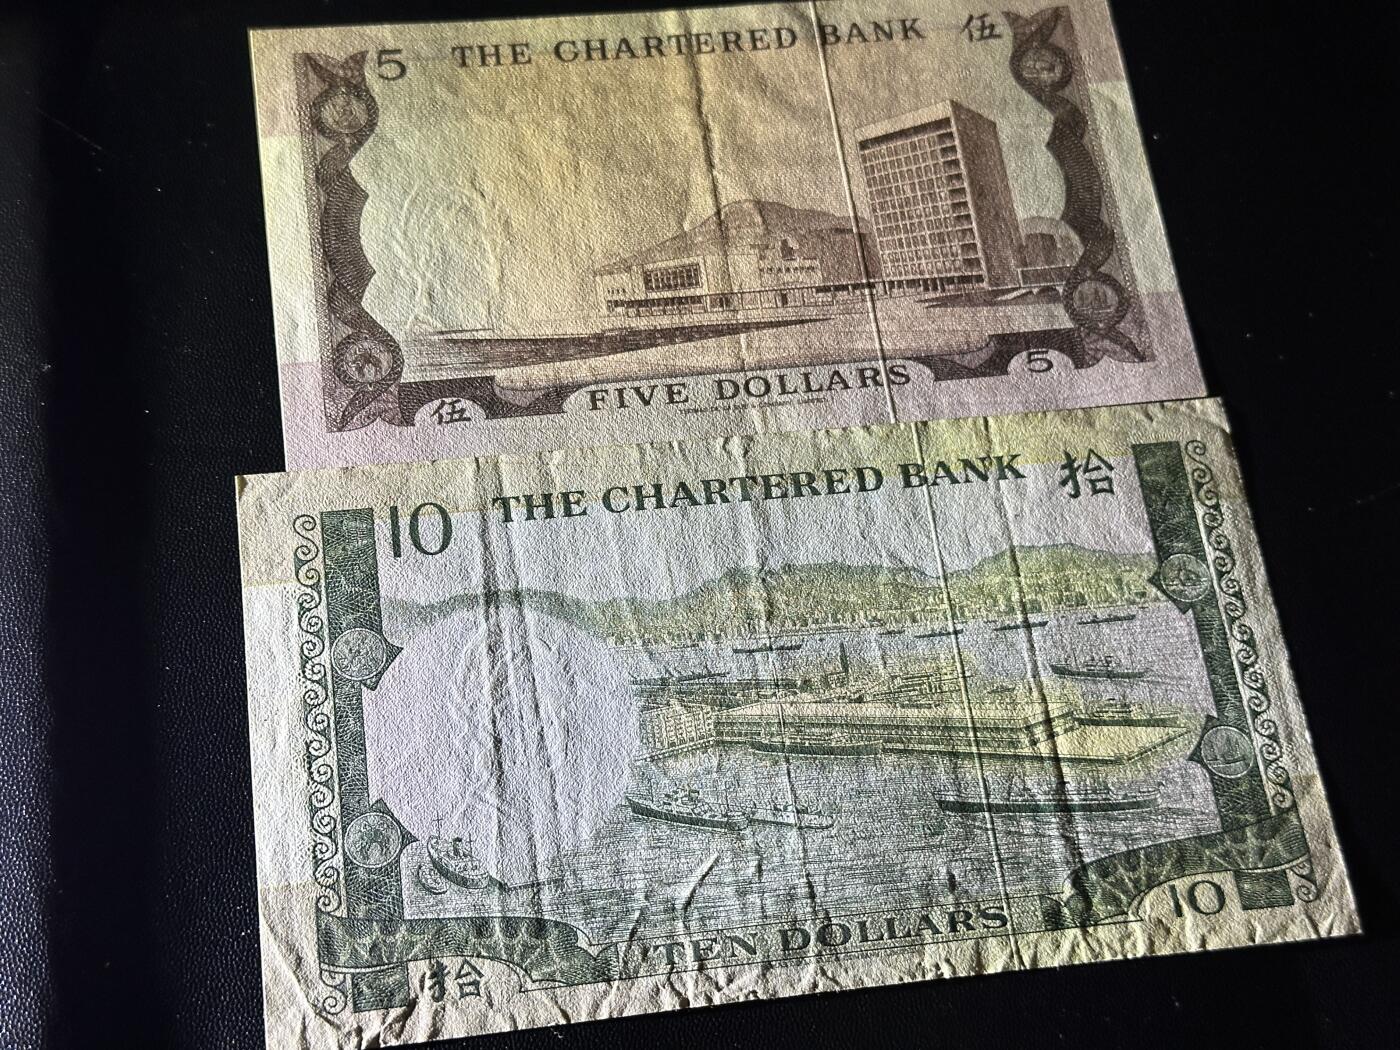 5 THE CHARTERED BANK 伍
FIVE DOLLARS 5
伍
10 THE CHARTERED BANK 拾
TEN DOLLARS 10
拾